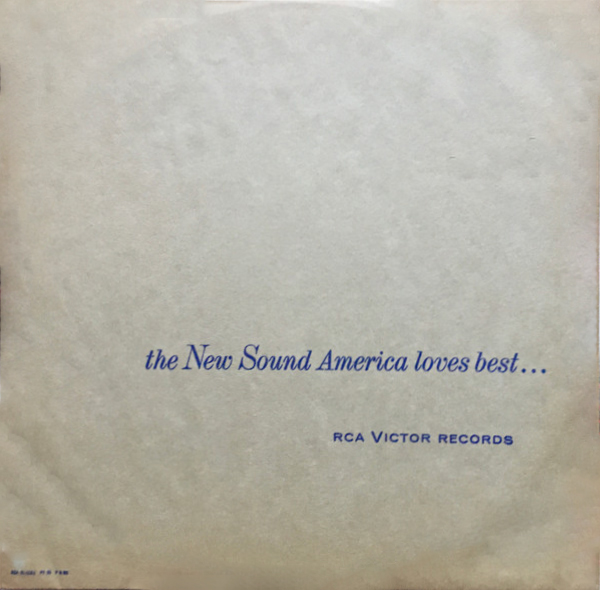 the New Sound America loves best...
RCA VICTOR RECORDS